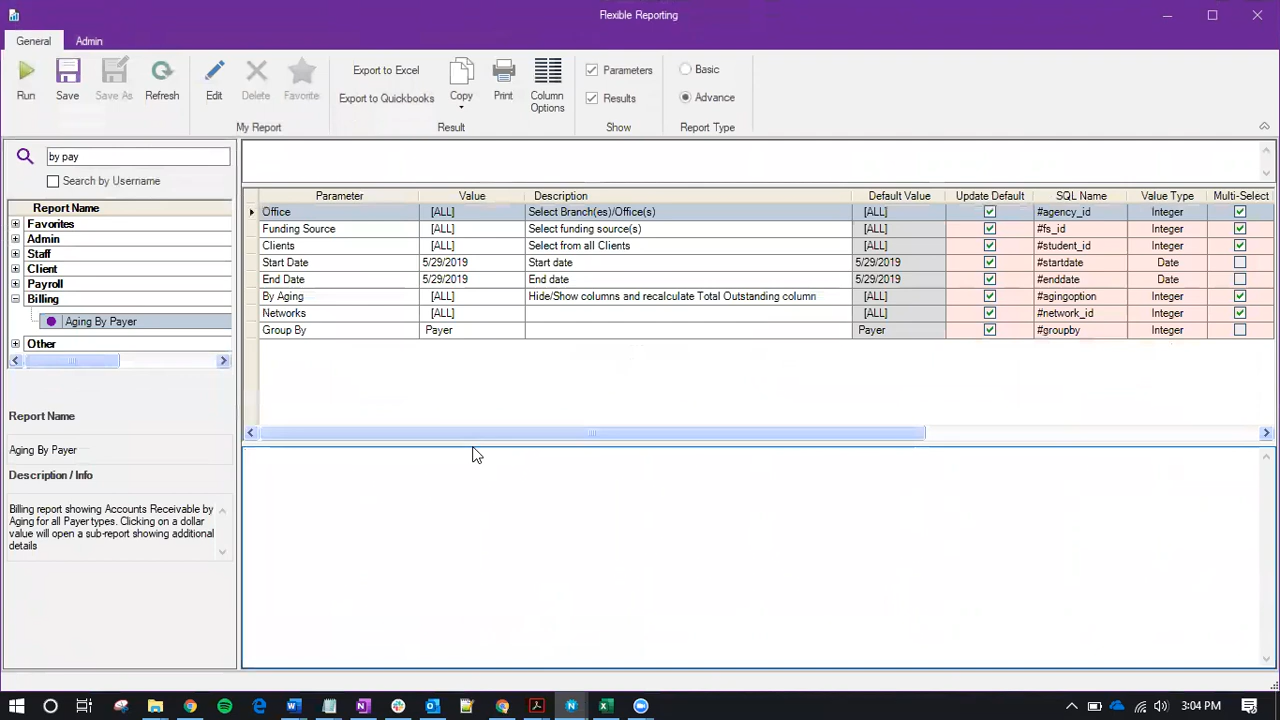 Flexible Reporting
General Admin
Run Save Save As Refresh Edit Delete Favorite Export to Excel Export to Quickbooks Copy Print Column Options Parameters Results Basic Advance
My Report Result Show Report Type
by pay
Search by Username
Report Name
Favorites
Admin
Staff
Client
Payroll
Billing
Aging By Payer
Other
Report Name
Aging By Payer
Description / Info
Billing report showing Accounts Receivable by
Aging for all Payer types. Clicking on a dollar
value will open a sub-report showing additional
details
Parameter Value Description Default Value Update Default SQL Name Value Type Multi-Select
Office [ALL] Select Branch(es)/Office(s) [ALL] #agency_id Integer
Funding Source [ALL] Select funding source(s) [ALL] #fs_id Integer
Clients [ALL] Select from all Clients [ALL] #student_id Integer
Start Date 5/29/2019 Start date 5/29/2019 #startdate Date
End Date 5/29/2019 End date 5/29/2019 #enddate Date
By Aging [ALL] Hide/Show columns and recalculate Total Outstanding column [ALL] #agingoption Integer
Networks [ALL] [ALL] #network_id Integer
Group By Payer Payer #groupby Integer
3:04 PM